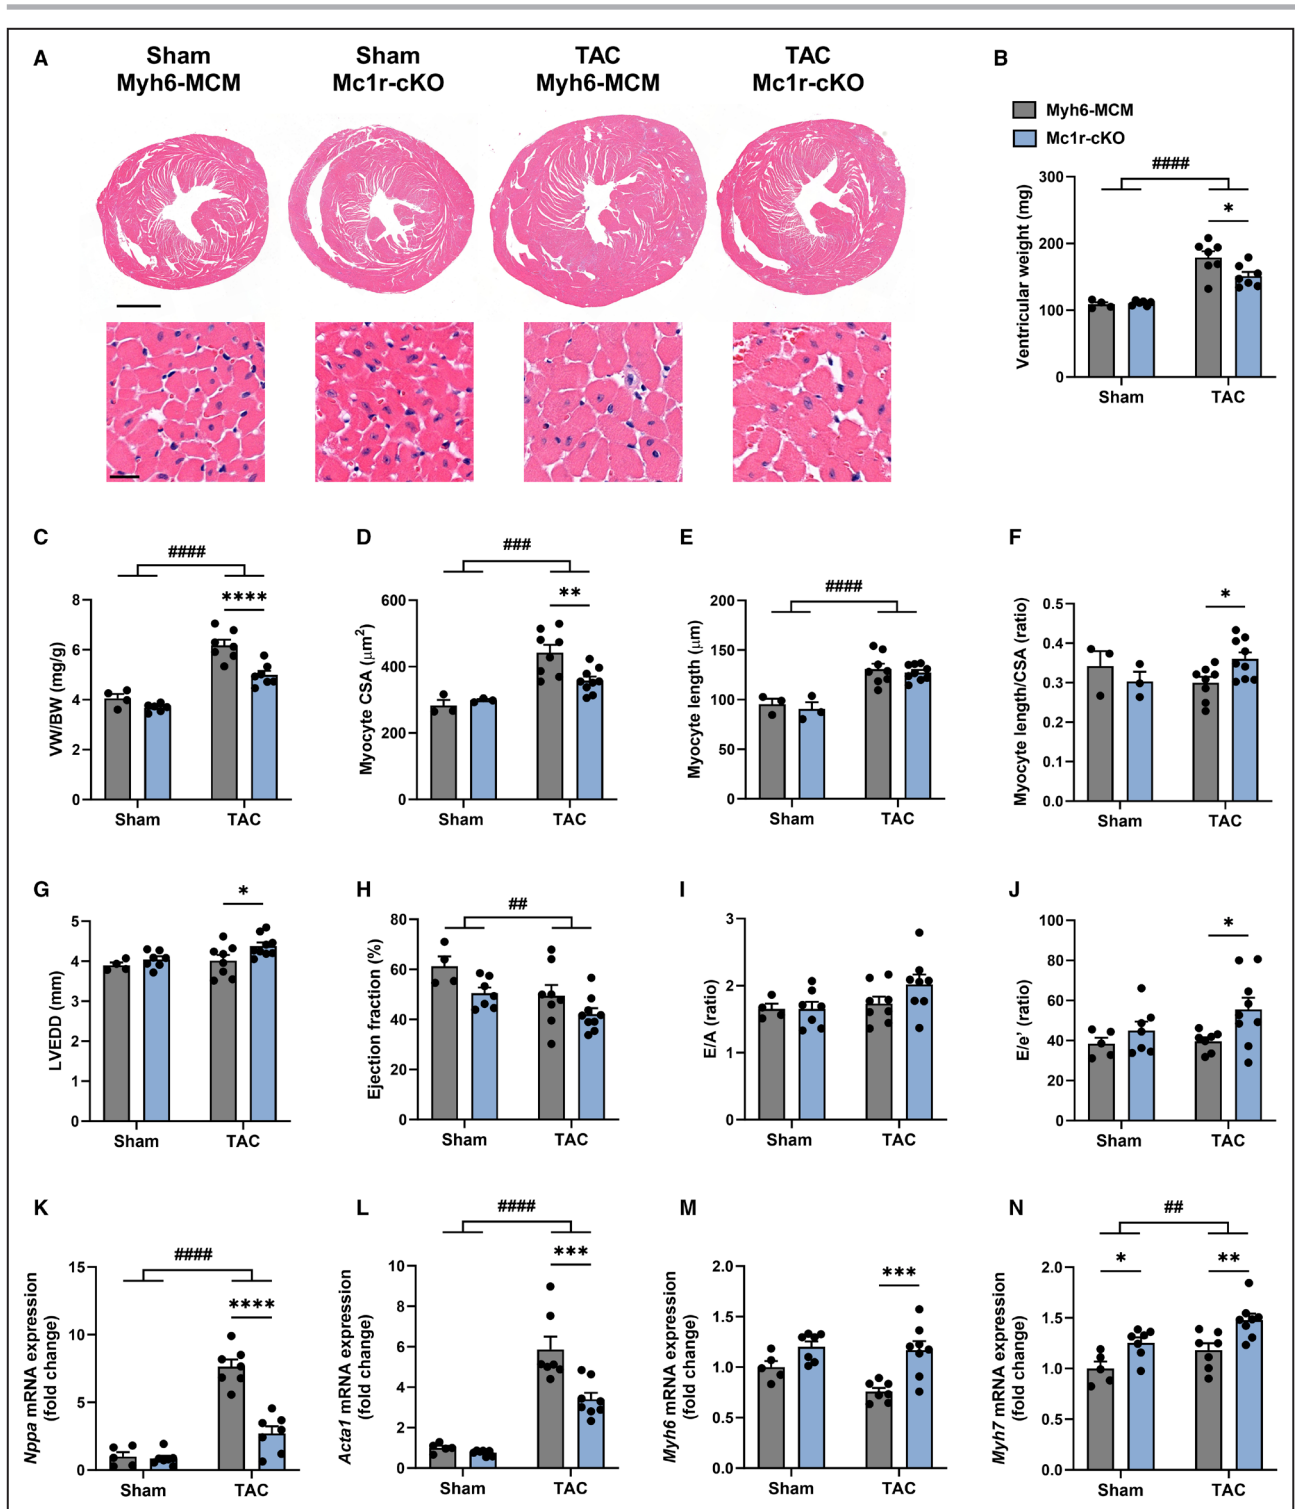 A
Sham
Myh6-MCM
Sham
Mc1r-cKO
TAC
Myh6-MCM
TAC
Mc1r-cKO
B
Myh6-MCM
Mc1r-cKO
####
*
Ventricular weight (mg)
300
200
100
0
Sham
TAC
C
####
****
VW/BW (mg/g)
8
6
4
2
0
Sham
TAC
D
###
**
Myocyte CSA (μm²)
600
400
200
0
Sham
TAC
E
####
Myocyte length (μm)
200
150
100
50
0
Sham
TAC
F
*
Myocyte length/CSA (ratio)
0.5
0.4
0.3
0.2
0.1
0.0
Sham
TAC
G
*
LVEDD (mm)
5
4
3
2
1
0
Sham
TAC
H
##
Ejection fraction (%)
80
60
40
20
0
Sham
TAC
I
E/A (ratio)
3
2
1
0
Sham
TAC
J
*
E/e' (ratio)
100
80
60
40
20
0
Sham
TAC
K
####
****
Nppa mRNA expression
(fold change)
15
10
5
0
Sham
TAC
L
####
***
Acta1 mRNA expression
(fold change)
10
8
6
4
2
0
Sham
TAC
M
***
Myh6 mRNA expression
(fold change)
2.0
1.5
1.0
0.5
0.0
Sham
TAC
N
##
*
**
Myh7 mRNA expression
(fold change)
2.0
1.5
1.0
0.5
0.0
Sham
TAC